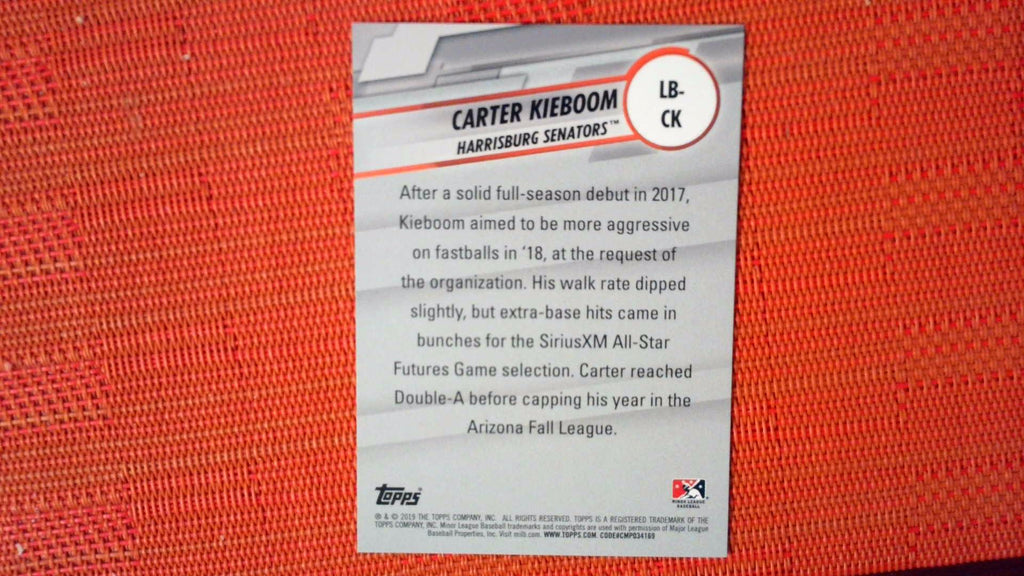 CARTER KIEBOOM
HARRISBURG SENATORS™
LB-
CK
After a solid full-season debut in 2017,
Kieboom aimed to be more aggressive
on fastballs in '18, at the request of
the organization. His walk rate dipped
slightly, but extra-base hits came in
bunches for the SiriusXM All-Star
Futures Game selection. Carter reached
Double-A before capping his year in the
Arizona Fall League.
Topps®
MINOR LEAGUE
BASEBALL
® & © 2019 THE TOPPS COMPANY, INC. ALL RIGHTS RESERVED. TOPPS IS A REGISTERED TRADEMARK OF THE
TOPPS COMPANY, INC. Minor League Baseball trademarks and copyrights are used with permission of Major League
Baseball Properties, Inc. Visit milb.com. WWW.TOPPS.COM. CODE#CMP034169